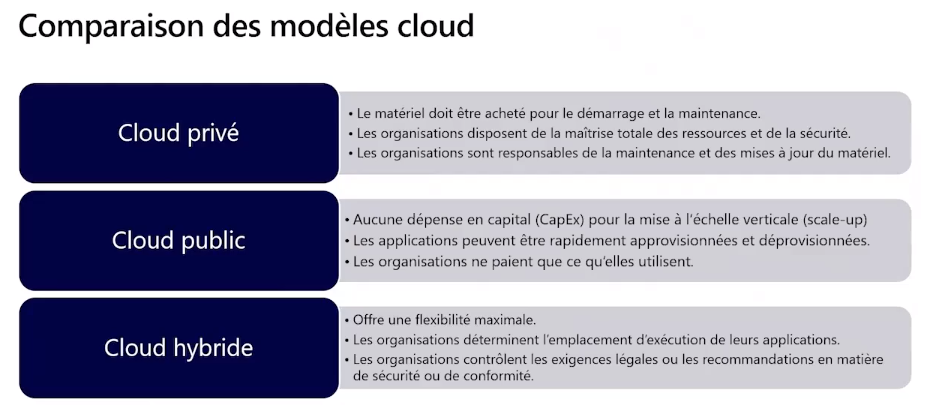 Comparaison des modèles cloud
Cloud privé
• Le matériel doit être acheté pour le démarrage et la maintenance.
• Les organisations disposent de la maîtrise totale des ressources et de la sécurité.
• Les organisations sont responsables de la maintenance et des mises à jour du matériel.
Cloud public
• Aucune dépense en capital (CapEx) pour la mise à l'échelle verticale (scale-up)
• Les applications peuvent être rapidement approvisionnées et déprovisionnées.
• Les organisations ne paient que ce qu'elles utilisent.
Cloud hybride
• Offre une flexibilité maximale.
• Les organisations déterminent l'emplacement d'exécution de leurs applications.
• Les organisations contrôlent les exigences légales ou les recommandations en matière
de sécurité ou de conformité.